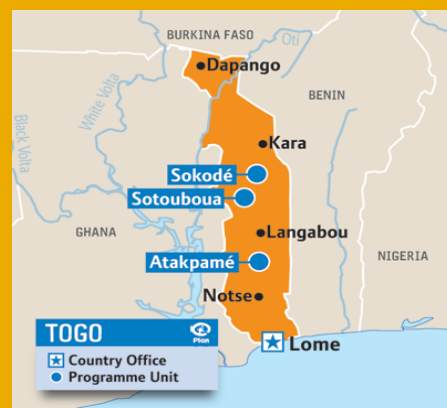 BURKINA FASO
Oti
Dapango
White Volta
BENIN
Black Volta
Kara
Sokodé
Sotouboua
GHANA
Langabou
Atakpamé
NIGERIA
Notse
TOGO
Plan
Country Office
Programme Unit
Lome